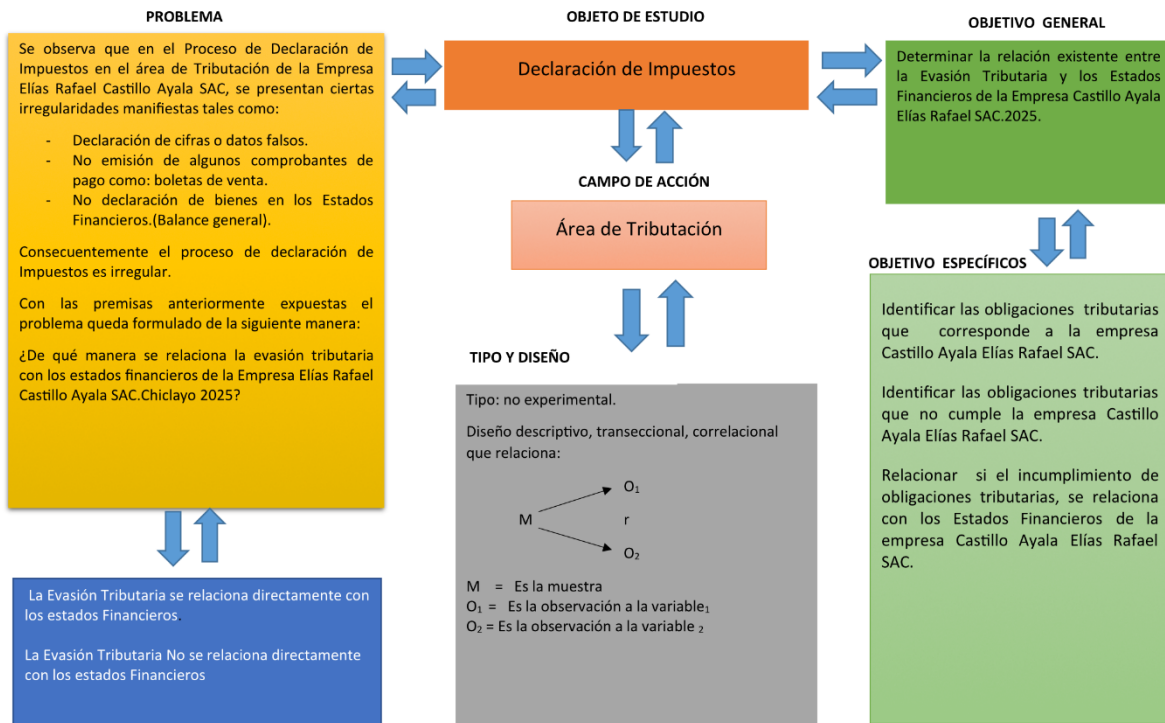 PROBLEMA
Se observa que en el Proceso de Declaración de
Impuestos en el área de Tributación de la Empresa
Elías Rafael Castillo Ayala SAC, se presentan ciertas
irregularidades manifiestas tales como:
- Declaración de cifras o datos falsos.
- No emisión de algunos comprobantes de
pago como: boletas de venta.
- No declaración de bienes en los Estados
Financieros.(Balance general).
Consecuentemente el proceso de declaración de
Impuestos es irregular.
Con las premisas anteriormente expuestas el
problema queda formulado de la siguiente manera:
¿De qué manera se relaciona la evasión tributaria
con los estados financieros de la Empresa Elías Rafael
Castillo Ayala SAC.Chiclayo 2025?
La Evasión Tributaria se relaciona directamente con
los estados Financieros.
La Evasión Tributaria No se relaciona directamente
con los estados Financieros
OBJETO DE ESTUDIO
Declaración de Impuestos
CAMPO DE ACCIÓN
Área de Tributación
TIPO Y DISEÑO
Tipo: no experimental.
Diseño descriptivo, transeccional, correlacional
que relaciona:
O₁
M r
O₂
M = Es la muestra
O₁ = Es la observación a la variable₁
O₂ = Es la observación a la variable ₂
OBJETIVO GENERAL
Determinar la relación existente entre
la Evasión Tributaria y los Estados
Financieros de la Empresa Castillo Ayala
Elías Rafael SAC.2025.
OBJETIVO ESPECÍFICOS
Identificar las obligaciones tributarias
que corresponde a la empresa
Castillo Ayala Elías Rafael SAC.
Identificar las obligaciones tributarias
que no cumple la empresa Castillo
Ayala Elías Rafael SAC.
Relacionar si el incumplimiento de
obligaciones tributarias, se relaciona
con los Estados Financieros de la
empresa Castillo Ayala Elías Rafael
SAC.